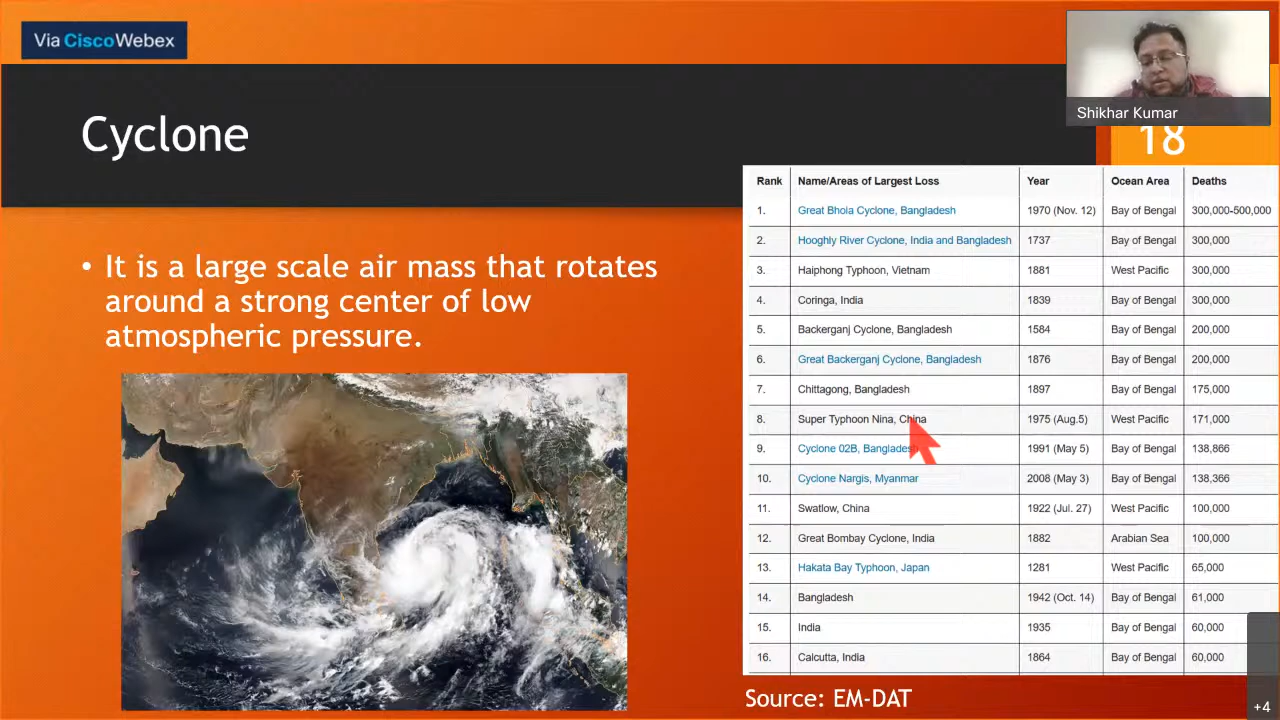 Via CiscoWebex
Shikhar Kumar
Cyclone
18
• It is a large scale air mass that rotates
around a strong center of low
atmospheric pressure.
Rank Name/Areas of Largest Loss Year Ocean Area Deaths
1. Great Bhola Cyclone, Bangladesh 1970 (Nov. 12) Bay of Bengal 300,000-500,000
2. Hooghly River Cyclone, India and Bangladesh 1737 Bay of Bengal 300,000
3. Haiphong Typhoon, Vietnam 1881 West Pacific 300,000
4. Coringa, India 1839 Bay of Bengal 300,000
5. Backerganj Cyclone, Bangladesh 1584 Bay of Bengal 200,000
6. Great Backerganj Cyclone, Bangladesh 1876 Bay of Bengal 200,000
7. Chittagong, Bangladesh 1897 Bay of Bengal 175,000
8. Super Typhoon Nina, China 1975 (Aug.5) West Pacific 171,000
9. Cyclone 02B, Bangladesh 1991 (May 5) Bay of Bengal 138,866
10. Cyclone Nargis, Myanmar 2008 (May 3) Bay of Bengal 138,366
11. Swatlow, China 1922 (Jul. 27) West Pacific 100,000
12. Great Bombay Cyclone, India 1882 Arabian Sea 100,000
13. Hakata Bay Typhoon, Japan 1281 West Pacific 65,000
14. Bangladesh 1942 (Oct. 14) Bay of Bengal 61,000
15. India 1935 Bay of Bengal 60,000
16. Calcutta, India 1864 Bay of Bengal 60,000
Source: EM-DAT
+4